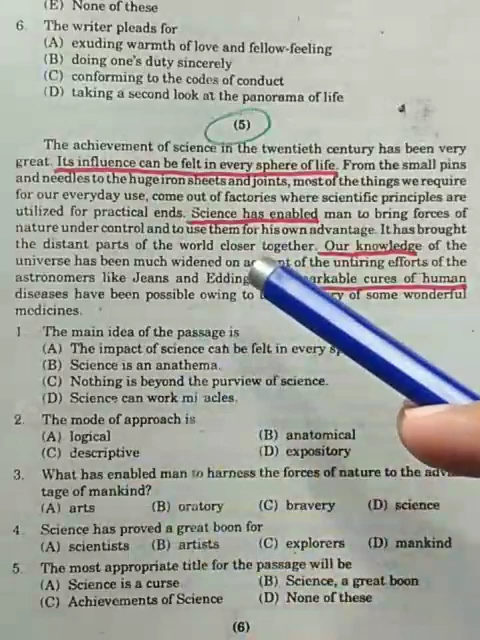 (E) None of these
6. The writer pleads for
(A) exuding warmth of love and fellow-feeling
(B) doing one's duty sincerely
(C) conforming to the codes of conduct
(D) taking a second look at the panorama of life
(5)
The achievement of science in the twentieth century has been very
great. Its influence can be felt in every sphere of life. From the small pins
and needles to the huge iron sheets and joints, most of the things we require
for our everyday use, come out of factories where scientific principles are
utilized for practical ends. Science has enabled man to bring forces of
nature under control and to use them for his own advantage. It has brought
the distant parts of the world closer together. Our knowledge of the
universe has been much widened on of the untiring efforts of the
astronomers like Jeans and cures of human
diseases have been possible owing to of some wonderful
medicines.
1. The main idea of the passage is
(A) The impact of science can be felt in every
(B) Science is an anathema.
(C) Nothing is beyond the purview of science.
(D) Science can work mi acles.
2. The mode of approach is
(A) logical (B) anatomical
(C) descriptive (D) expository
3. What has enabled man to harness the forces of nature to the
tage of mankind?
(A) arts (B) oratory (C) bravery (D) science
4. Science has proved a great boon for
(A) scientists (B) artists (C) explorers (D) mankind
5. The most appropriate title for the passage will be
(A) Science is a curse (B) Science, a great boon
(C) Achievements of Science (D) None of these
(6)